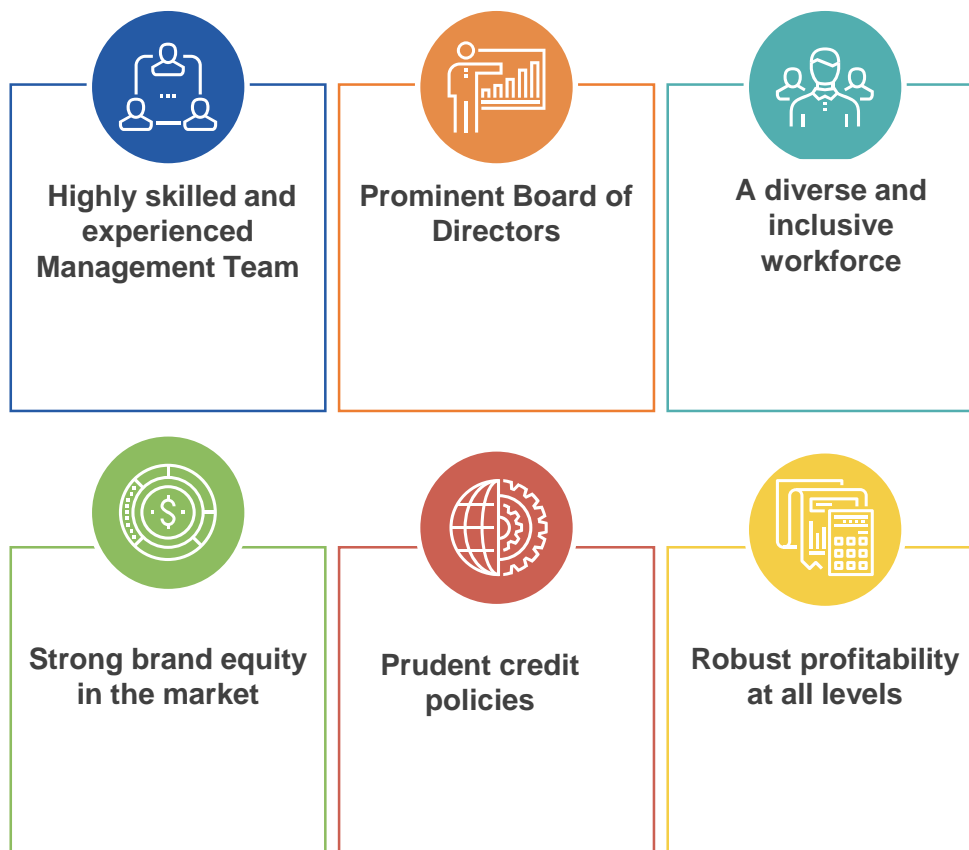 Highly skilled and
experienced
Management Team
Prominent Board of
Directors
A diverse and
inclusive
workforce
Strong brand equity
in the market
Prudent credit
policies
Robust profitability
at all levels